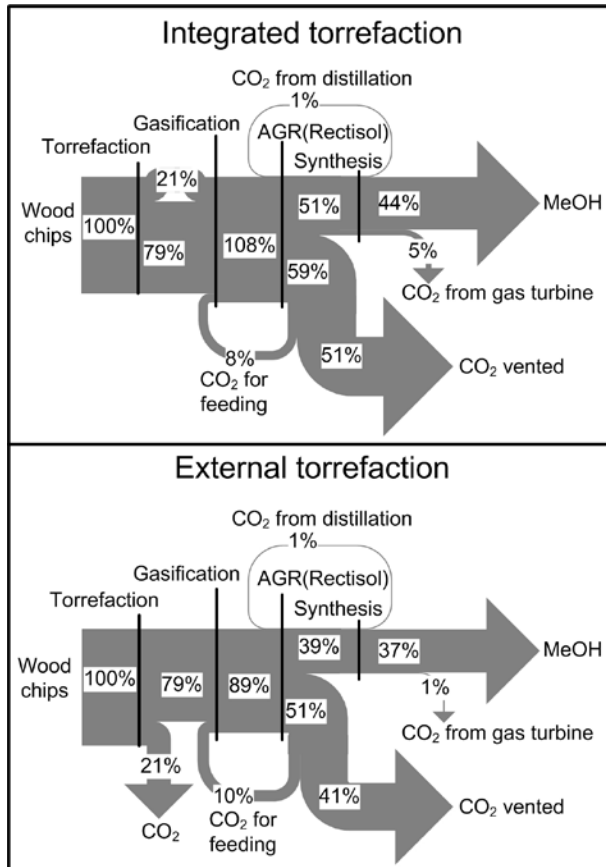 Integrated torrefaction
CO₂ from distillation
1%
Gasification
AGR(Rectisol)
Torrefaction
Synthesis
21%
Wood
chips
100%
79%
108%
51%
44%
MeOH
59%
5%
CO₂ from gas turbine
8%
CO₂ for
feeding
51%
CO₂ vented
External torrefaction
CO₂ from distillation
1%
Gasification
AGR(Rectisol)
Torrefaction
Synthesis
Wood
chips
100%
79%
89%
39%
37%
MeOH
51%
1%
CO₂ from gas turbine
21%
CO₂
10%
CO₂ for
feeding
41%
CO₂ vented